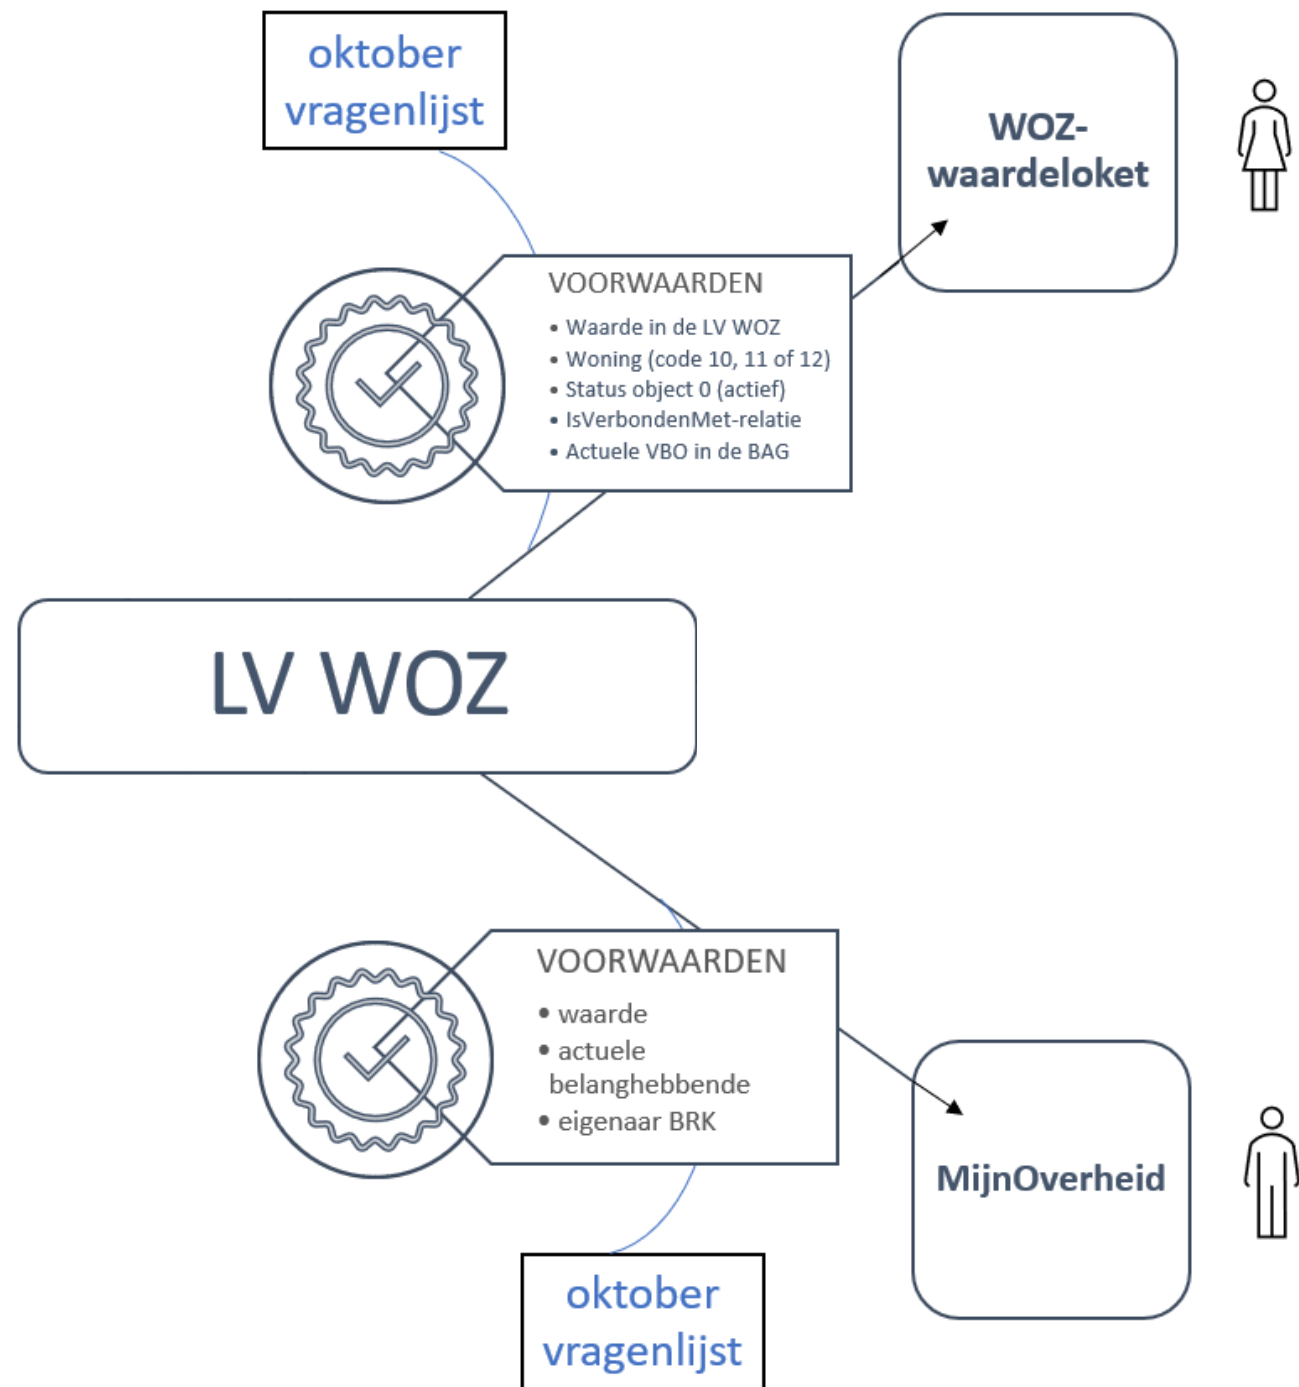 oktober
vragenlijst
WOZ-
waardeloket
VOORWAARDEN
• Waarde in de LV WOZ
• Woning (code 10, 11 of 12)
• Status object 0 (actief)
• IsVerbondenMet-relatie
• Actuele VBO in de BAG
LV WOZ
VOORWAARDEN
• waarde
• actuele
belanghebbende
• eigenaar BRK
MijnOverheid
oktober
vragenlijst